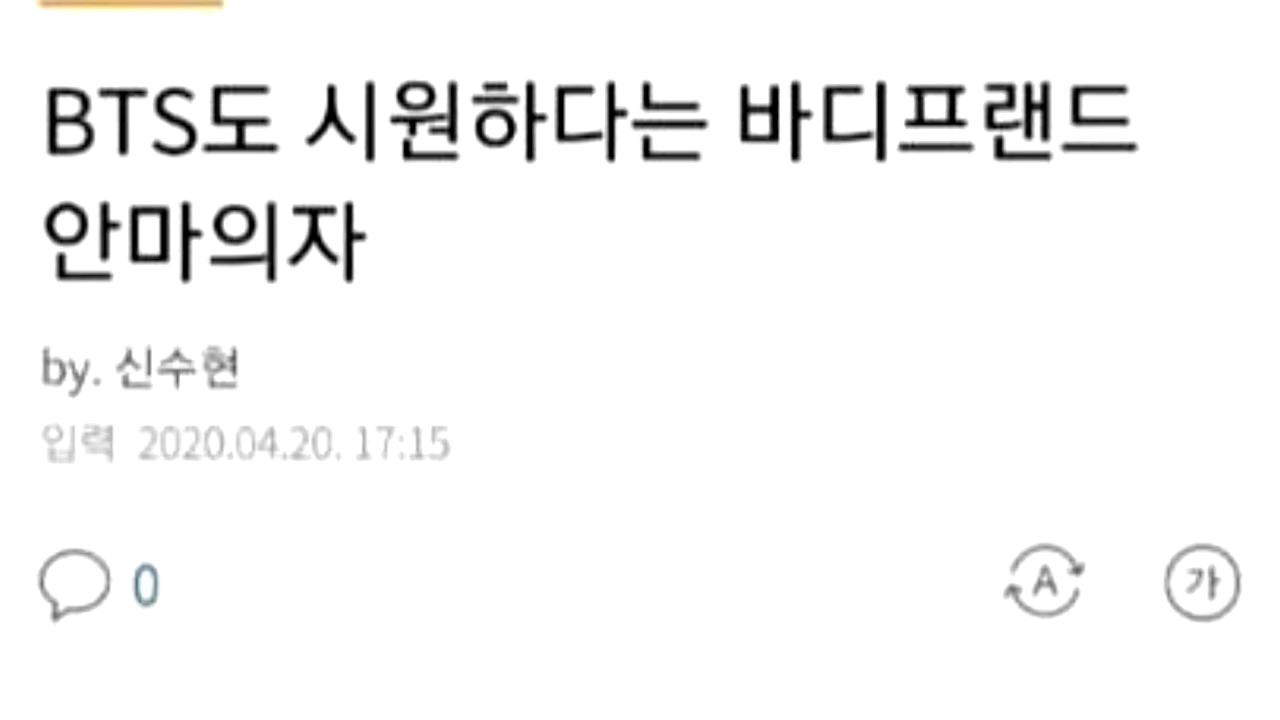 BTS도 시원하다는 바디프랜드
안마의자
by. 신수현
입력 2020.04.20. 17:15
0
A
가